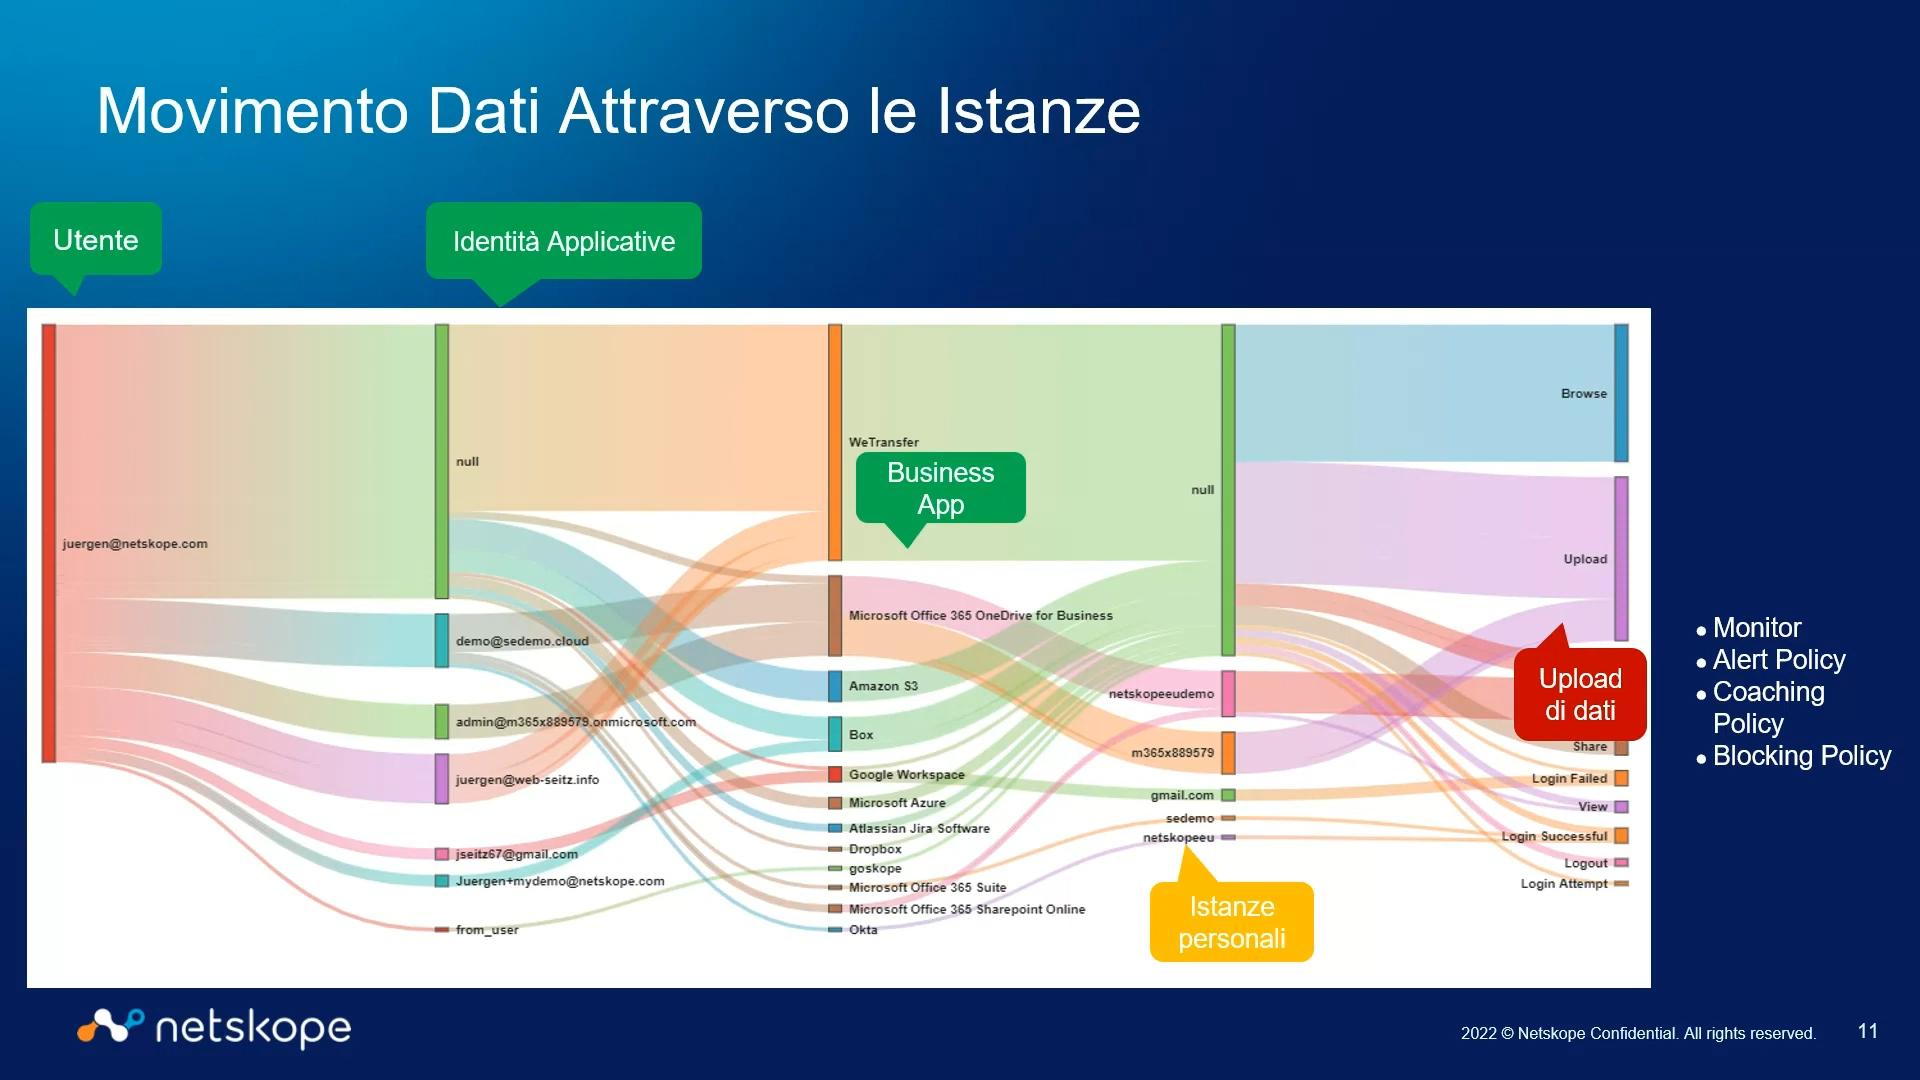 Movimento Dati Attraverso le Istanze
Utente
Identità Applicative
juergen@netskope.com
null
demo@sedemo.cloud
admin@m365x889579.onmicrosoft.com
juergen@web-seitz.info
jseitz67@gmail.com
Juergen+mydemo@netskope.com
from_user
WeTransfer
Business
App
Microsoft Office 365 OneDrive for Business
Amazon S3
Box
Google Workspace
Microsoft Azure
Atlassian Jira Software
Dropbox
goskope
Microsoft Office 365 Suite
Microsoft Office 365 Sharepoint Online
Okta
null
netskopeeudemo
m365x889579
gmail.com
sedemo
netskopeeu
Istanze
personali
Browse
Upload
Upload
di dati
Share
Login Failed
View
Login Successful
Logout
Login Attempt
● Monitor
● Alert Policy
● Coaching
Policy
● Blocking Policy
netskope
2022 © Netskope Confidential. All rights reserved.
11